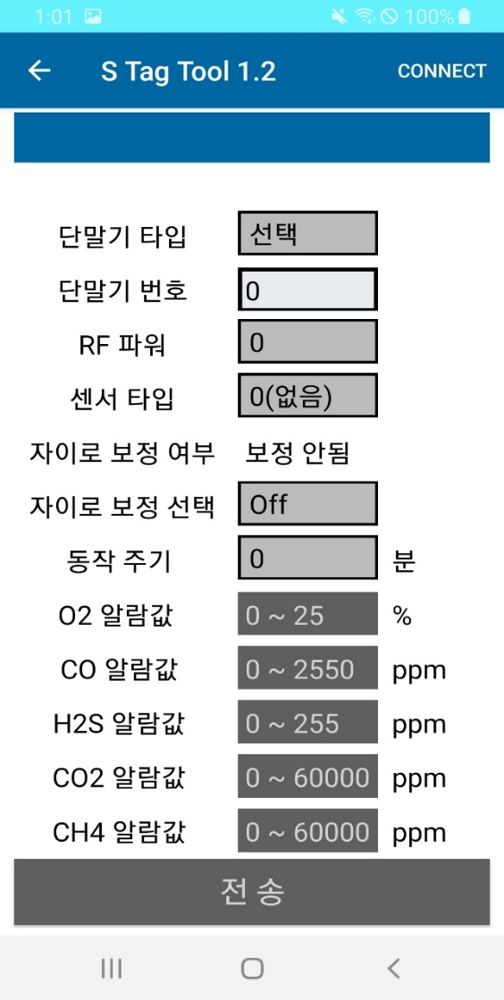 1:01 100%
S Tag Tool 1.2 CONNECT
단말기 타입 선택
단말기 번호 0
RF 파워 0
센서 타입 0(없음)
자이로 보정 여부 보정 안됨
자이로 보정 선택 Off
동작 주기 0 분
O2 알람값 0 ~ 25 %
CO 알람값 0 ~ 2550 ppm
H2S 알람값 0 ~ 255 ppm
CO2 알람값 0 ~ 60000 ppm
CH4 알람값 0 ~ 60000 ppm
전 송